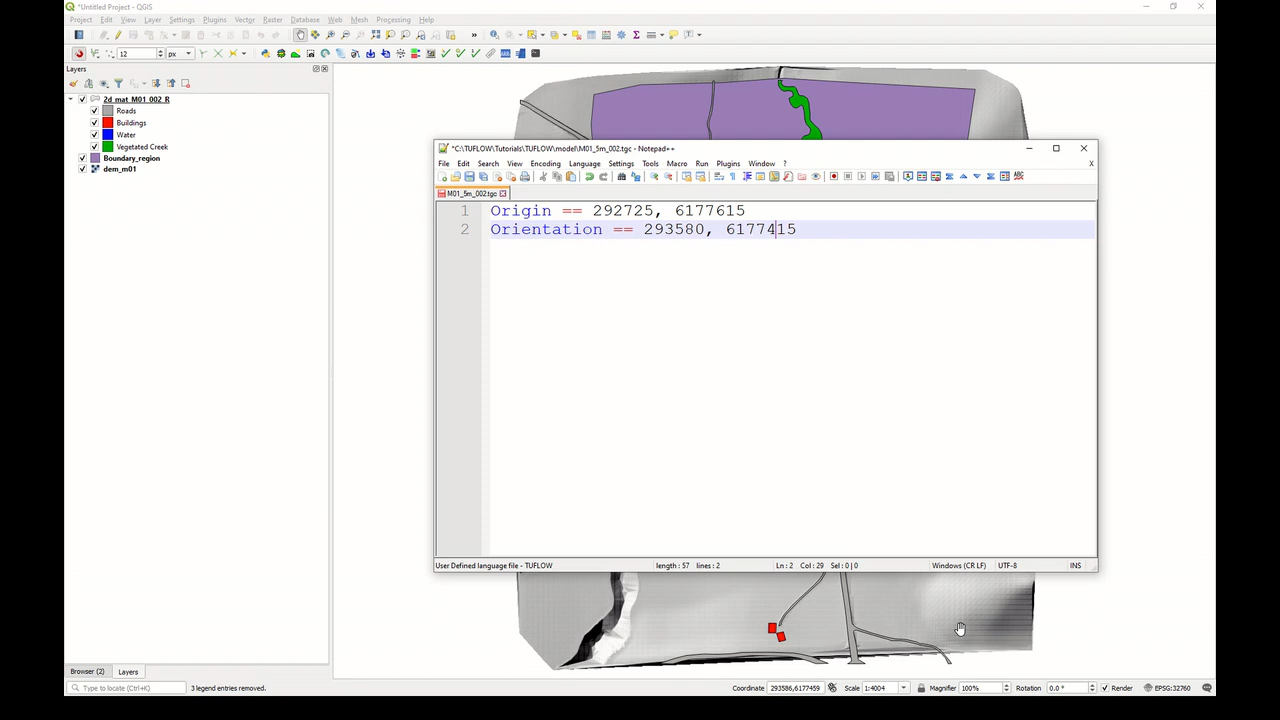 *Untitled Project - QGIS
Project Edit View Layer Settings Plugins Vector Raster Database Web Mesh Processing Help
12 px
Layers
2d_mat_M01_002_R
Roads
Buildings
Water
Vegetated Creek
Boundary_region
dem_m01
*C:\TUFLOW\Tutorials\TUFLOW\model\M01_5m_002.tgc - Notepad++
File Edit Search View Encoding Language Settings Tools Macro Run Plugins Window ? X
M01_5m_002.tgc
1 Origin == 292725, 6177615
2 Orientation == 293580, 6177415
User Defined language file - TUFLOW length : 57 lines : 2 Ln : 2 Col : 29 Sel : 0 | 0 Windows (CR LF) UTF-8 INS
Browser (2) Layers
Type to locate (Ctrl+K) 3 legend entries removed. Coordinate 293586,6177459 Scale 1:4004 Magnifier 100% Rotation 0.0 ° Render EPSG:32760